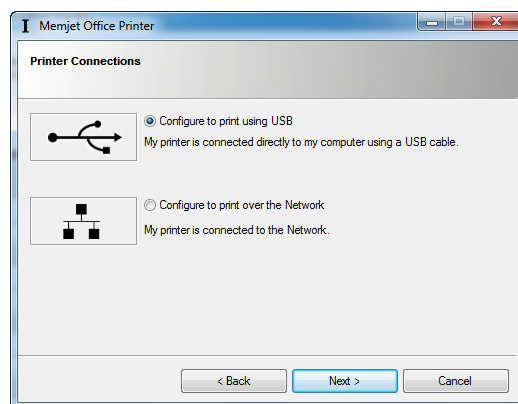 Memjet Office Printer
Printer Connections
Configure to print using USB
My printer is connected directly to my computer using a USB cable.
Configure to print over the Network
My printer is connected to the Network.
< Back
Next >
Cancel